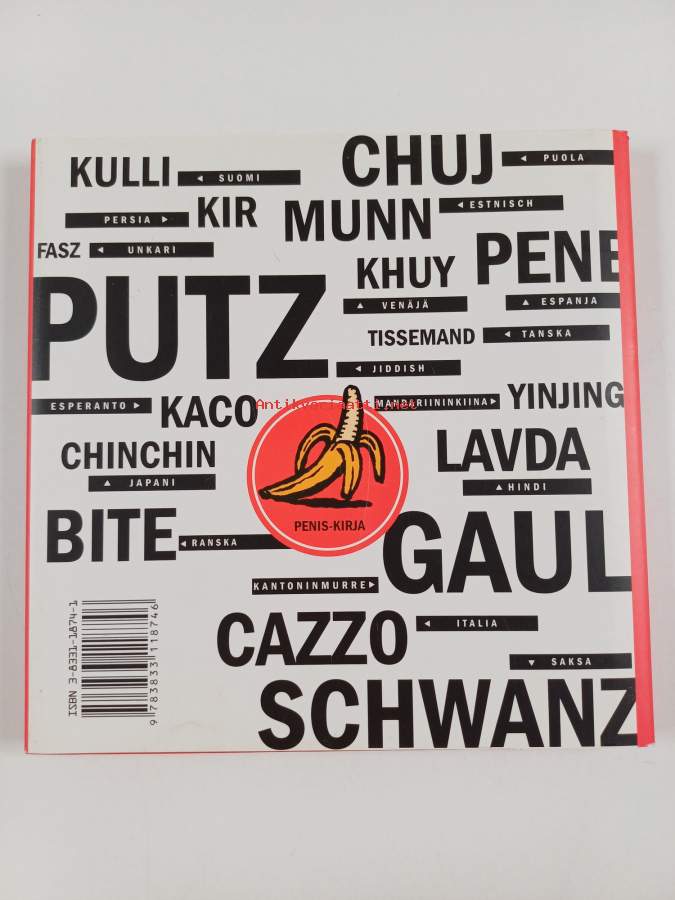 CHUJ
PUOLA
KULLI
SUOMI
PERSIA
KIR
MUNN
ESTNISCH
FASZ
UNKARI
KHUY
PENE
PUTZ
VENÄJÄ
ESPANJA
TISSEMAND
TANSKA
JIDDISH
ESPERANTO
KACO
Antikvariaatti.net
MANDARIININKIINA
YINJING
CHINCHIN
LAVDA
JAPANI
HINDI
PENIS-KIRJA
BITE
RANSKA
GAUL
KANTONINMURRE
CAZZO
ITALIA
SAKSA
SCHWANZ
ISBN 3-8331-1874-1
9 783833 118746